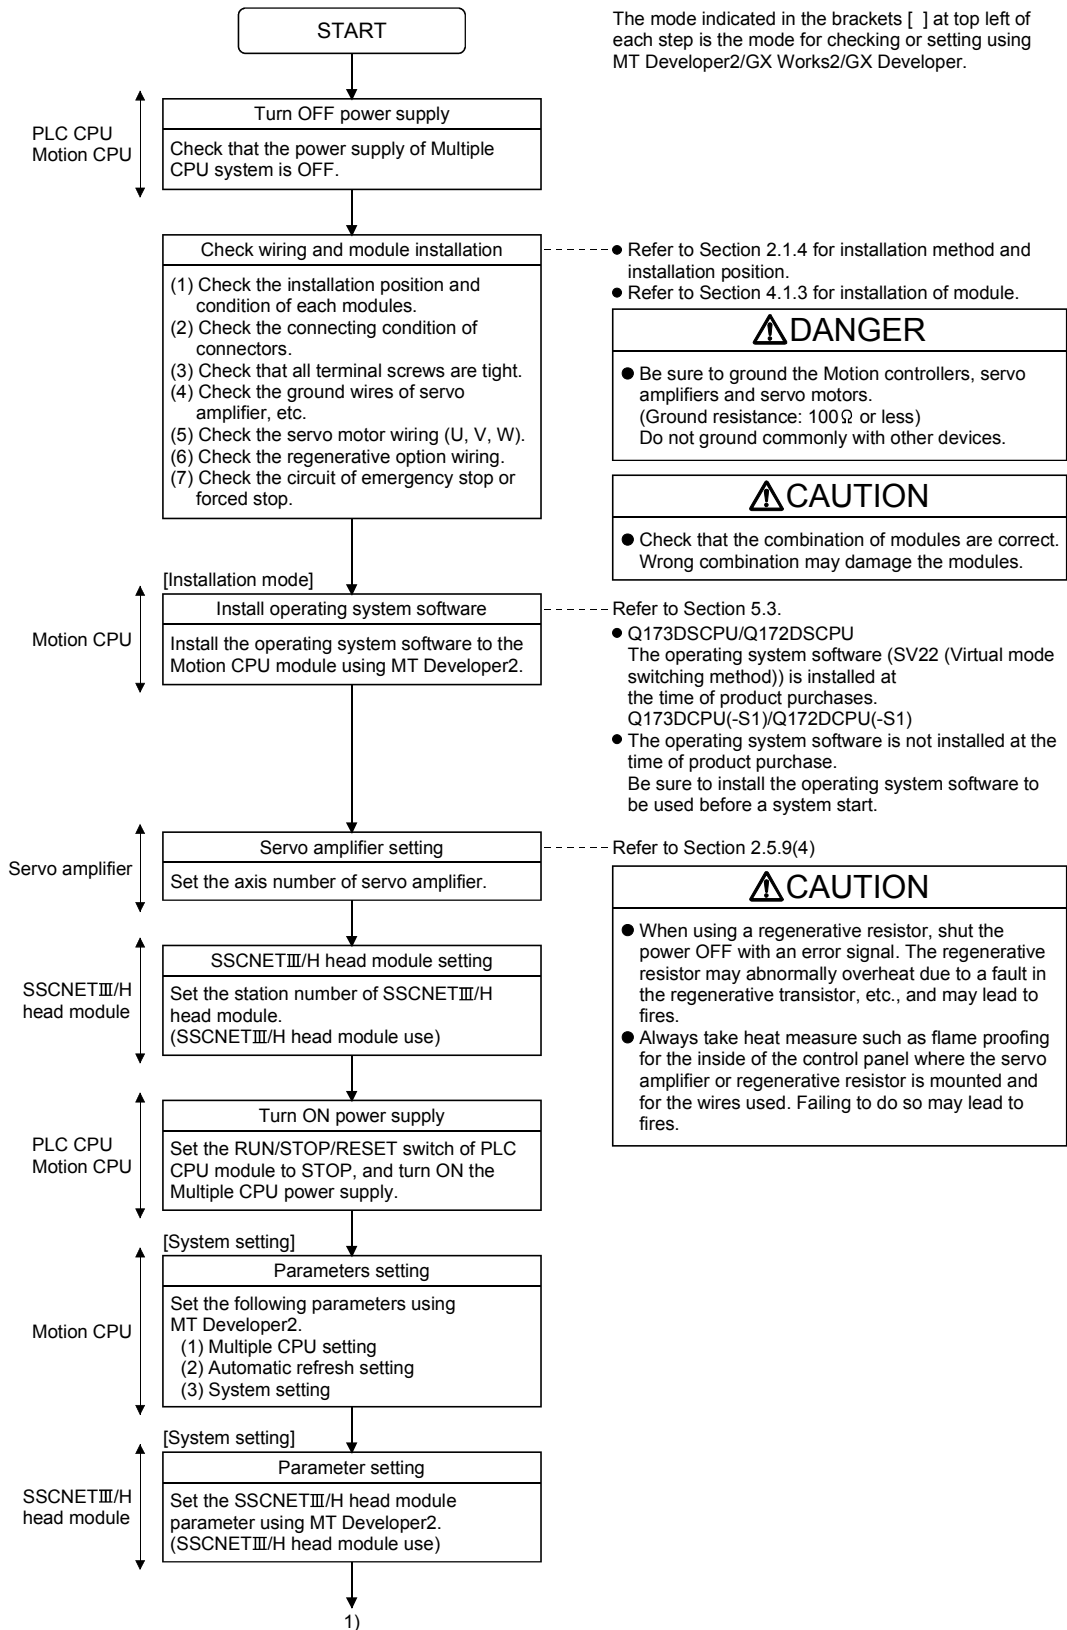 START
The mode indicated in the brackets [ ] at top left of
each step is the mode for checking or setting using
MT Developer2/GX Works2/GX Developer.
PLC CPU
Motion CPU
Turn OFF power supply
Check that the power supply of Multiple
CPU system is OFF.
Check wiring and module installation
(1) Check the installation position and
condition of each modules.
(2) Check the connecting condition of
connectors.
(3) Check that all terminal screws are tight.
(4) Check the ground wires of servo
amplifier, etc.
(5) Check the servo motor wiring (U, V, W).
(6) Check the regenerative option wiring.
(7) Check the circuit of emergency stop or
forced stop.
● Refer to Section 2.1.4 for installation method and
installation position.
● Refer to Section 4.1.3 for installation of module.
⚠DANGER
● Be sure to ground the Motion controllers, servo
amplifiers and servo motors.
(Ground resistance: 100Ω or less)
Do not ground commonly with other devices.
⚠CAUTION
● Check that the combination of modules are correct.
Wrong combination may damage the modules.
[Installation mode]
Motion CPU
Install operating system software
Install the operating system software to the
Motion CPU module using MT Developer2.
Refer to Section 5.3.
● Q173DSCPU/Q172DSCPU
The operating system software (SV22 (Virtual mode
switching method)) is installed at
the time of product purchases.
Q173DCPU(-S1)/Q172DCPU(-S1)
● The operating system software is not installed at the
time of product purchase.
Be sure to install the operating system software to
be used before a system start.
Servo amplifier
Servo amplifier setting
Set the axis number of servo amplifier.
Refer to Section 2.5.9(4)
⚠CAUTION
● When using a regenerative resistor, shut the
power OFF with an error signal. The regenerative
resistor may abnormally overheat due to a fault in
the regenerative transistor, etc., and may lead to
fires.
● Always take heat measure such as flame proofing
for the inside of the control panel where the servo
amplifier or regenerative resistor is mounted and
for the wires used. Failing to do so may lead to
fires.
SSCNETⅢ/H
head module
SSCNETⅢ/H head module setting
Set the station number of SSCNETⅢ/H
head module.
(SSCNETⅢ/H head module use)
PLC CPU
Motion CPU
Turn ON power supply
Set the RUN/STOP/RESET switch of PLC
CPU module to STOP, and turn ON the
Multiple CPU power supply.
[System setting]
Motion CPU
Parameters setting
Set the following parameters using
MT Developer2.
(1) Multiple CPU setting
(2) Automatic refresh setting
(3) System setting
[System setting]
SSCNETⅢ/H
head module
Parameter setting
Set the SSCNETⅢ/H head module
parameter using MT Developer2.
(SSCNETⅢ/H head module use)
1)